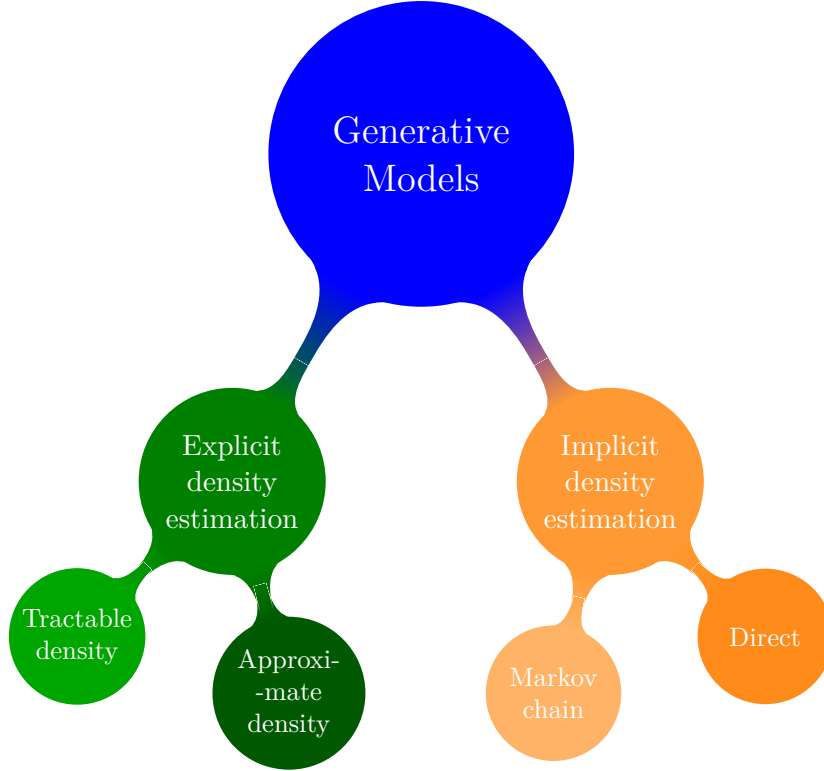 Generative
Models
Explicit
density
estimation
Implicit
density
estimation
Tractable
density
Approxi-
-mate
density
Markov
chain
Direct